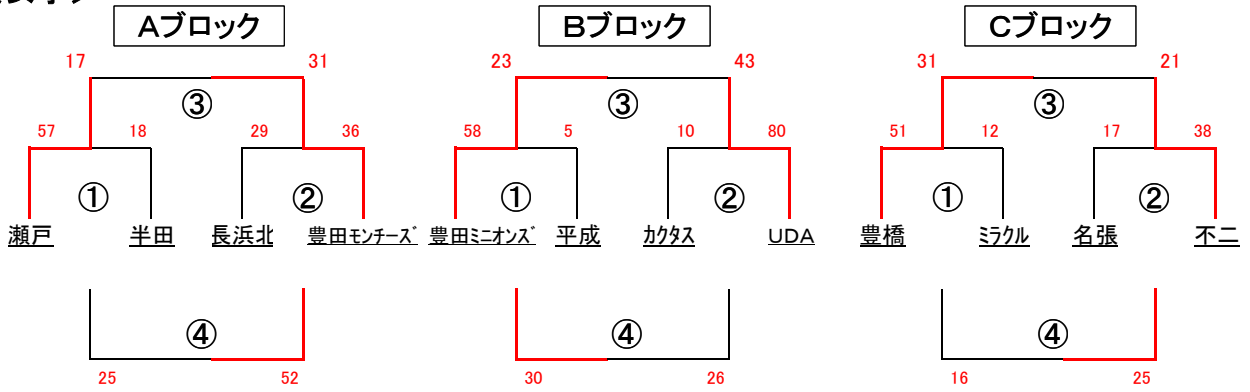 Aブロック Bブロック Cブロック
17 31 23 43 31 21
③ ③ ③
57 18 29 36 58 5 10 80 51 12 17 38
① ② ① ② ① ②
瀬戸 半田 長浜北 豊田モンチーズ 豊田ミニオンズ 平成 カクタス UDA 豊橋 ミラクル 名張 不二
④ ④ ④
25 52 30 26 16 25